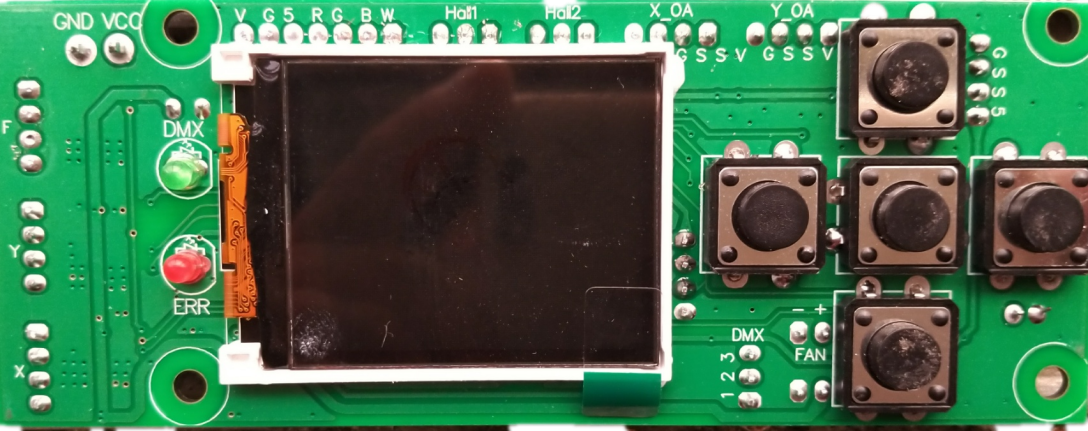 GND VCC
V G 5 R G B W
Hall1
Hall2
X_OA
G S S V
Y_OA
G S S V
G S S 5
F
DMX
Y
ERR
X
- +
FAN
DMX
1 2 3